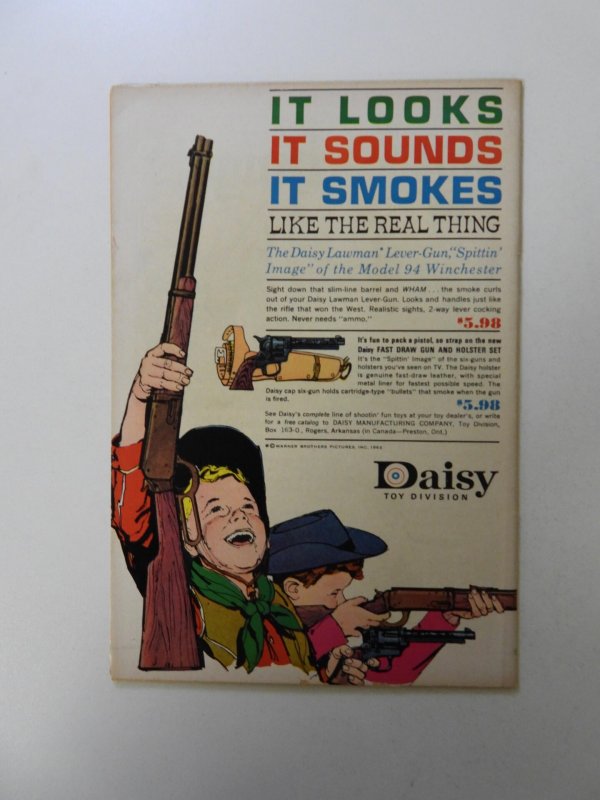 IT LOOKS
IT SOUNDS
IT SMOKES
LIKE THE REAL THING
The Daisy Lawman* Lever-Gun, "Spittin'
Image" of the Model 94 Winchester
Sight down that slim-line barrel and WHAM . . . the smoke curls
out of your Daisy Lawman Lever-Gun. Looks and handles just like
the rifle that won the West. Realistic sights, 2-way lever cocking
action. Never needs "ammo."
$5.98
It's fun to pack a pistol, so strap on the new
Daisy FAST DRAW GUN AND HOLSTER SET
It's the "Spittin' Image" of the six-guns and
holsters you've seen on TV. The Daisy holster
is genuine fast-draw leather, with special
metal liner for fastest possible speed. The
Daisy cap six-gun holds cartridge-type "bullets" that smoke when the gun
is fired.
$5.98
See Daisy's complete line of shootin' fun toys at your toy dealer's, or write
for a free catalog to DAISY MANUFACTURING COMPANY, Toy Division,
Box 163-D, Rogers, Arkansas (in Canada—Preston, Ont.)
*© WARNER BROTHERS PICTURES, INC. 1962
Daisy
TOY DIVISION